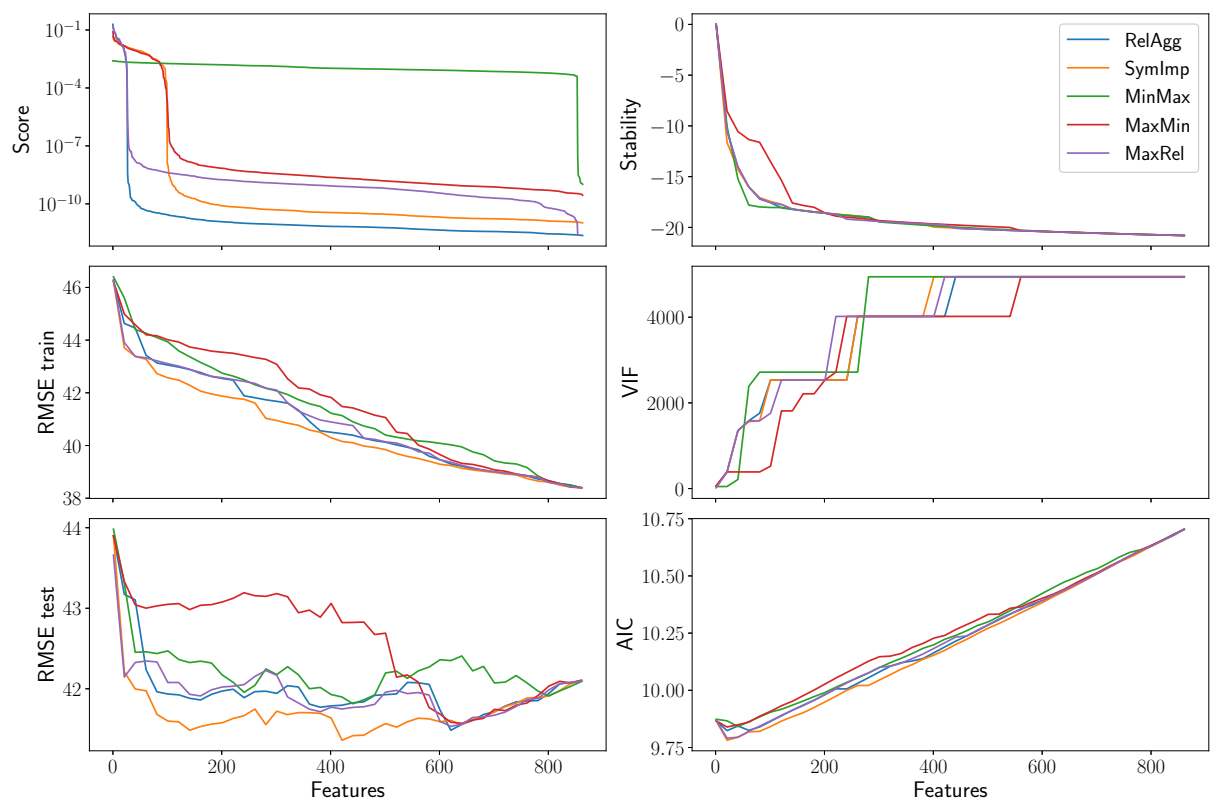 Score
10⁻¹
10⁻⁴
10⁻⁷
10⁻¹⁰
Stability
0
−5
−10
−15
−20
RelAgg
SymImp
MinMax
MaxMin
MaxRel
RMSE train
46
44
42
40
38
VIF
4000
2000
0
RMSE test
44
43
42
0 200 400 600 800
Features
AIC
10.75
10.50
10.25
10.00
9.75
0 200 400 600 800
Features